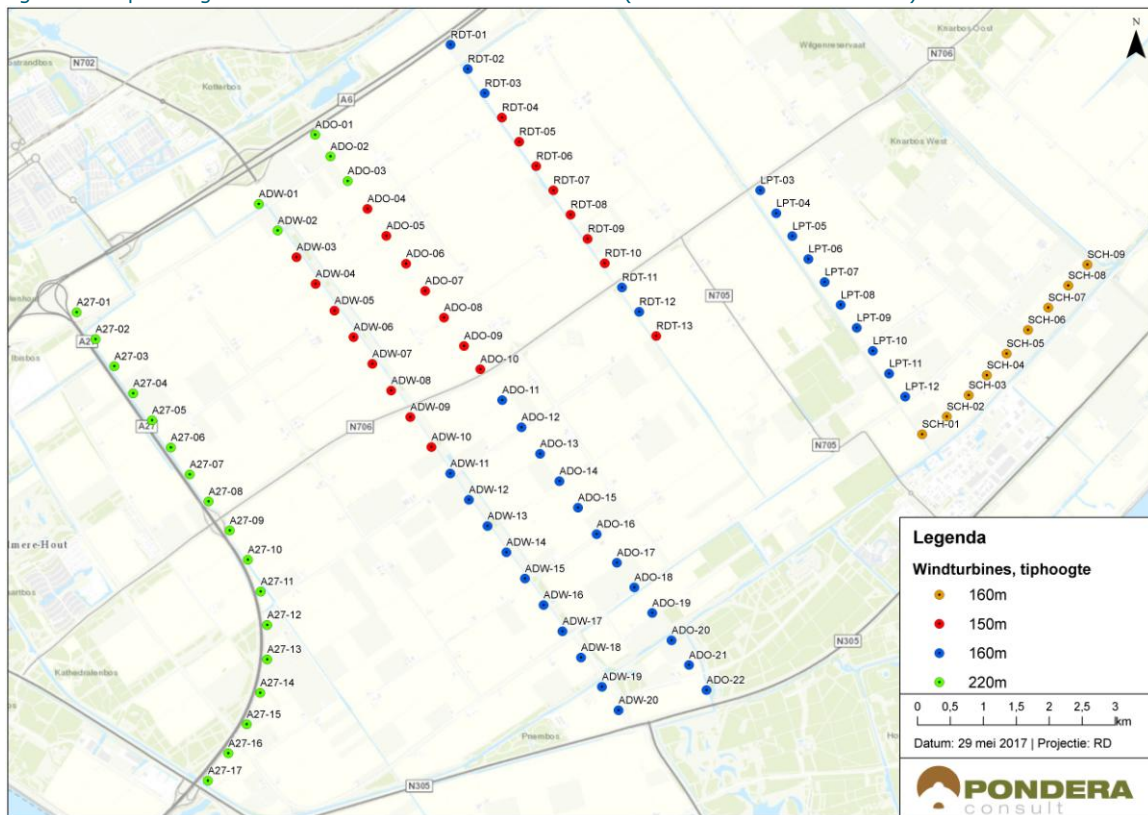 N
RDT-01
RDT-02
RDT-03
RDT-04
RDT-05
RDT-06
RDT-07
RDT-08
RDT-09
RDT-10
RDT-11
RDT-12
RDT-13
Knarbos Oost
Wilgenreservaat
N706
Knarbos West
N702
Kotterbos
A6
ADO-01
ADO-02
ADO-03
ADO-04
ADO-05
ADO-06
ADO-07
ADO-08
ADO-09
ADO-10
ADO-11
ADO-12
ADO-13
ADO-14
ADO-15
ADO-16
ADO-17
ADO-18
ADO-19
ADO-20
ADO-21
ADO-22
ADW-01
ADW-02
ADW-03
ADW-04
ADW-05
ADW-06
ADW-07
ADW-08
ADW-09
ADW-10
ADW-11
ADW-12
ADW-13
ADW-14
ADW-15
ADW-16
ADW-17
ADW-18
ADW-19
ADW-20
LPT-03
LPT-04
LPT-05
LPT-06
LPT-07
LPT-08
LPT-09
LPT-10
LPT-11
LPT-12
SCH-09
SCH-08
SCH-07
SCH-06
SCH-05
SCH-04
SCH-03
SCH-02
SCH-01
N705
N705
N706
A27-01
A27-02
A27-03
A27-04
A27-05
A27
A27-06
A27-07
A27-08
A27-09
A27-10
A27-11
A27-12
A27-13
A27-14
A27-15
A27-16
A27-17
Kathedralenbos
Priembos
N305
N305
Legenda
Windturbines, tiphoogte
160m
150m
160m
220m
0 0,5 1 1,5 2 2,5 3
km
Datum: 29 mei 2017 | Projectie: RD
PONDERA
consult